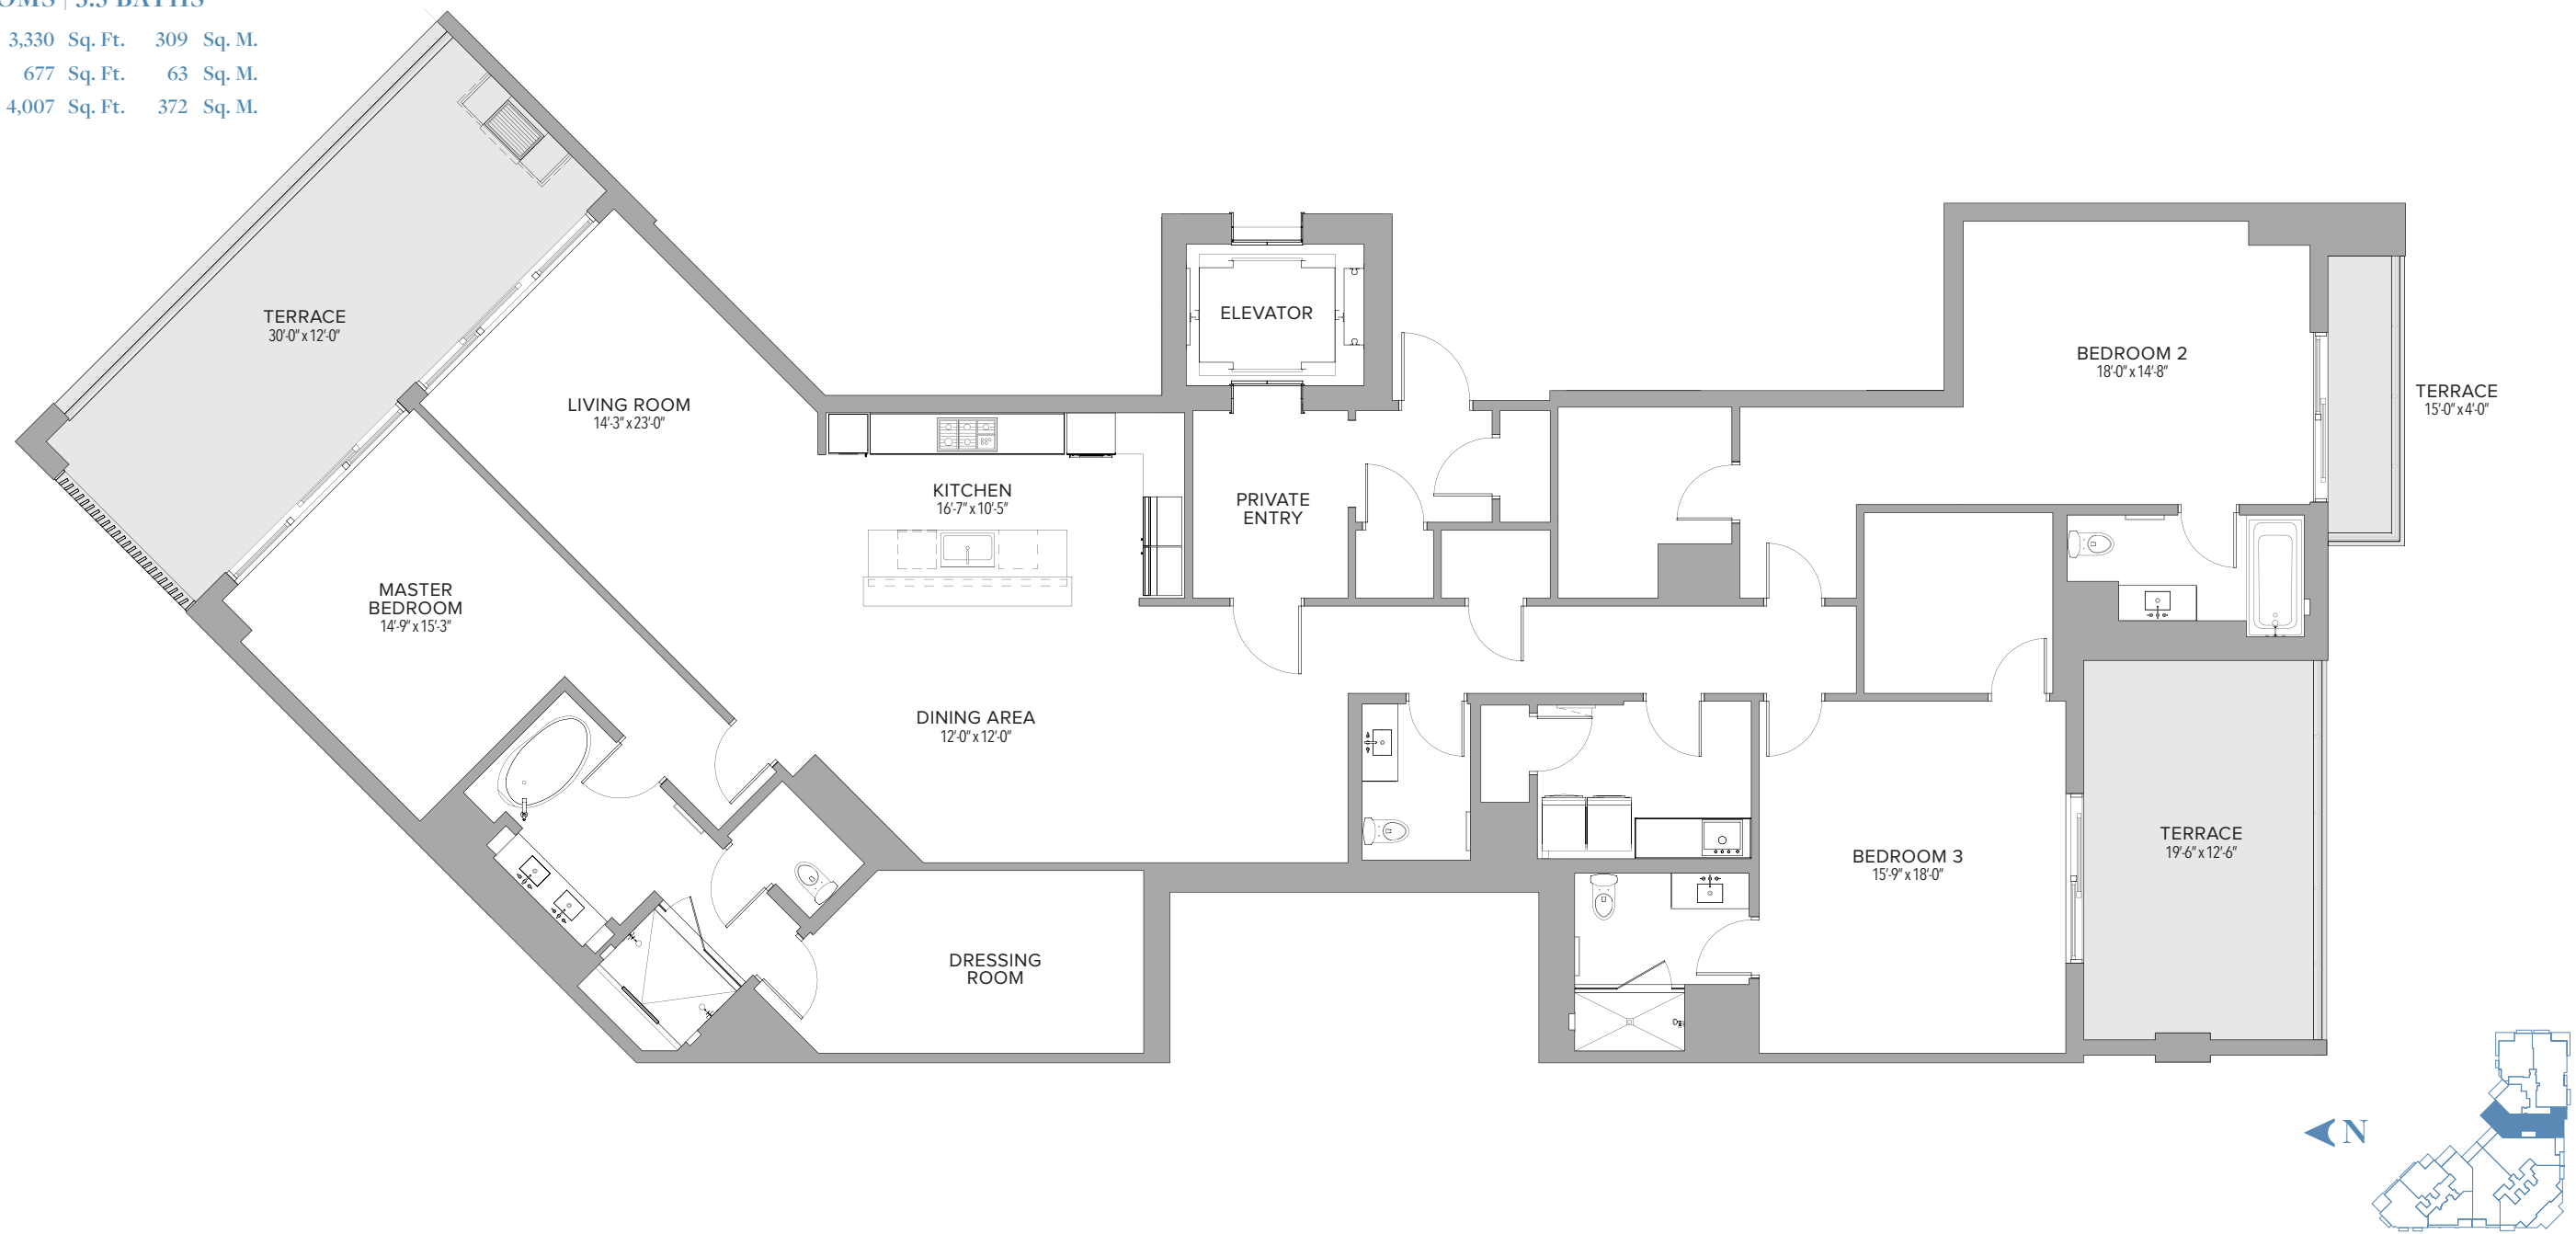 3.5 BATHS
3,330 Sq. Ft. 309 Sq. M.
677 Sq. Ft. 63 Sq. M.
4,007 Sq. Ft. 372 Sq. M.
TERRACE
30'-0" x 12'-0"
LIVING ROOM
14'-3" x 23'-0"
MASTER
BEDROOM
14'-9" x 15'-3"
KITCHEN
16'-7" x 10'-5"
DINING AREA
12'-0" x 12'-0"
DRESSING
ROOM
ELEVATOR
PRIVATE
ENTRY
BEDROOM 2
18'-0" x 14'-8"
TERRACE
15'-0" x 4'-0"
BEDROOM 3
15'-9" x 18'-0"
TERRACE
19'-6" x 12'-6"
N